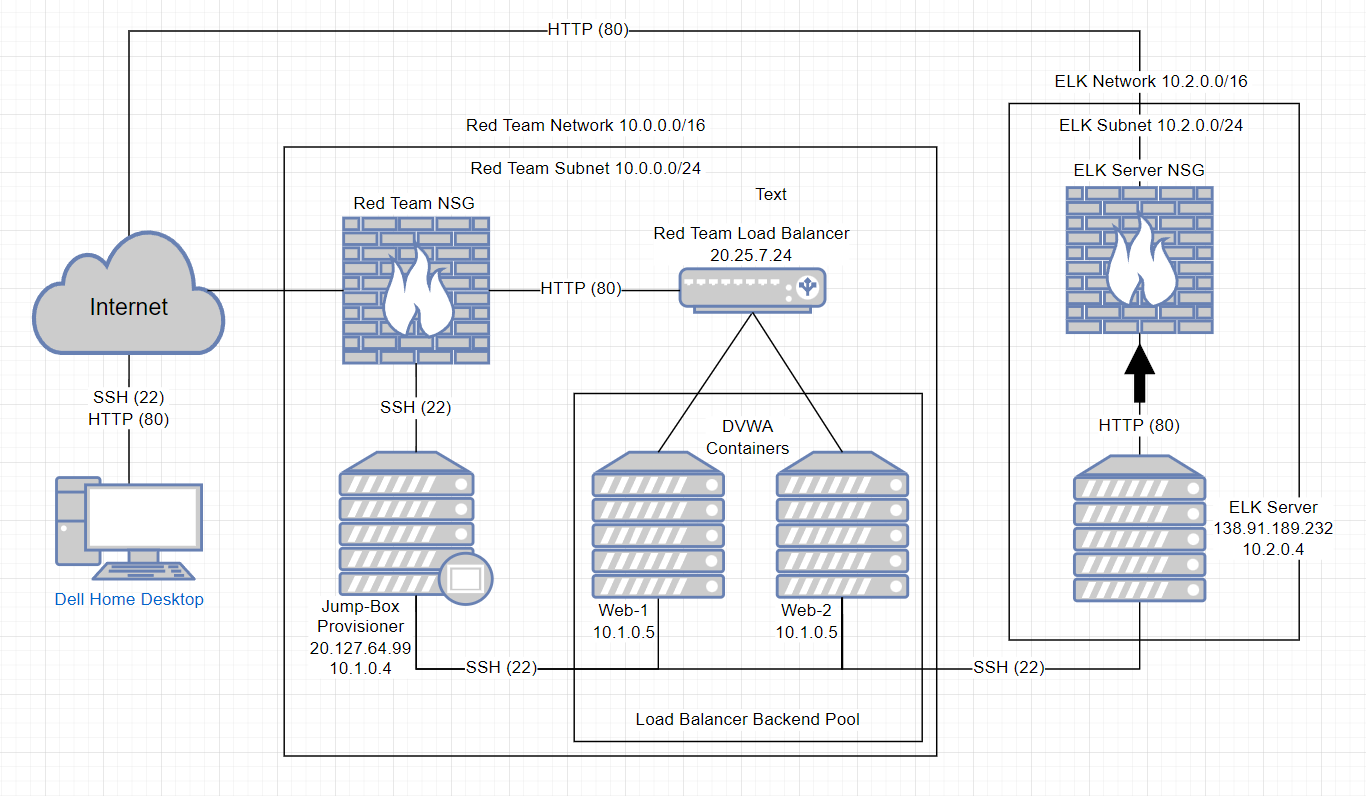 HTTP (80)
ELK Network 10.2.0.0/16
Red Team Network 10.0.0.0/16
ELK Subnet 10.2.0.0/24
Red Team Subnet 10.0.0.0/24
ELK Server NSG
Text
Red Team NSG
Red Team Load Balancer
20.25.7.24
Internet
HTTP (80)
SSH (22)
HTTP (80)
SSH (22)
DVWA
Containers
HTTP (80)
ELK Server
138.91.189.232
10.2.0.4
Dell Home Desktop
Jump-Box
Provisioner
20.127.64.99
10.1.0.4
Web-1
10.1.0.5
Web-2
10.1.0.5
SSH (22)
SSH (22)
Load Balancer Backend Pool